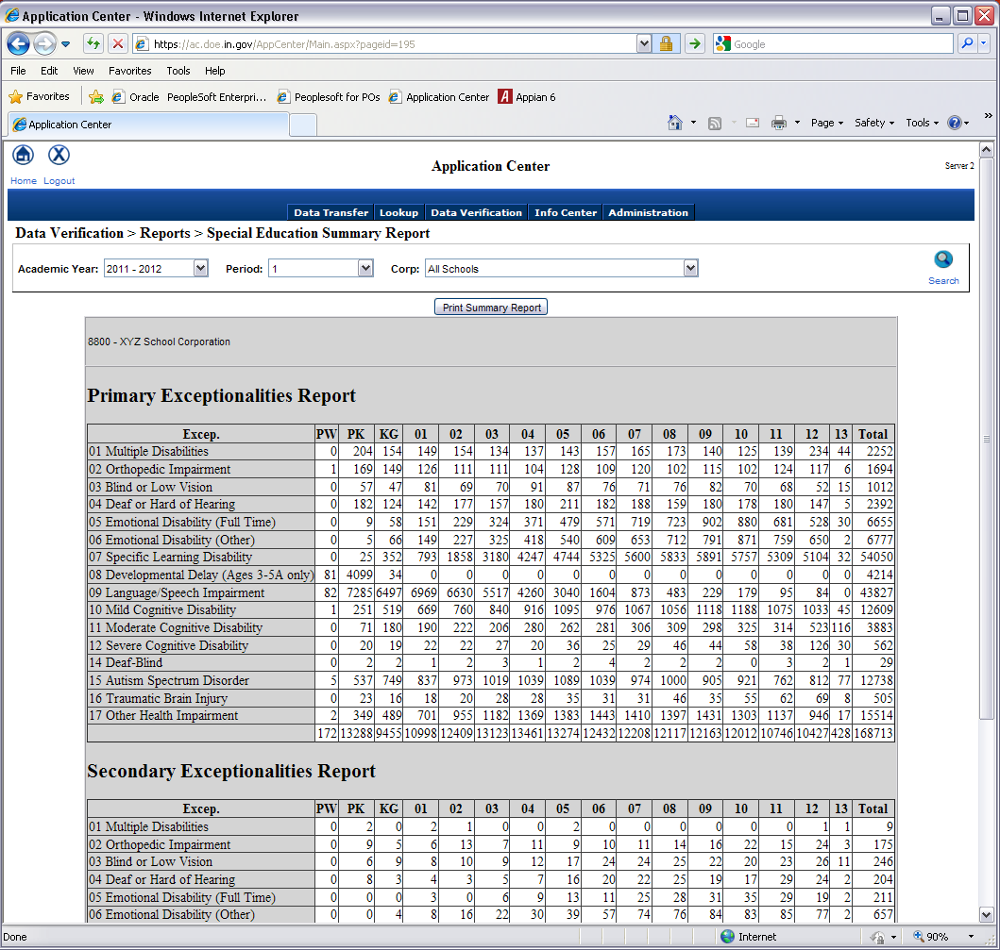 Application Center - Windows Internet Explorer
https://ac.doe.in.gov/AppCenter/Main.aspx?pageid=195 Google
File Edit View Favorites Tools Help
Favorites Oracle PeopleSoft Enterpri... Peoplesoft for POs Application Center A Appian 6
Application Center Page Safety Tools »
Home Logout Application Center Server 2
Data Transfer Lookup Data Verification Info Center Administration
Data Verification > Reports > Special Education Summary Report
Academic Year: 2011 - 2012 Period: 1 Corp: All Schools Search
Print Summary Report
8800 - XYZ School Corporation
Primary Exceptionalities Report
Excep. PW PK KG 01 02 03 04 05 06 07 08 09 10 11 12 13 Total
01 Multiple Disabilities 0 204 154 149 154 134 137 143 157 165 173 140 125 139 234 44 2252
02 Orthopedic Impairment 1 169 149 126 111 111 104 128 109 120 102 115 102 124 117 6 1694
03 Blind or Low Vision 0 57 47 81 69 70 91 87 76 71 76 82 70 68 52 15 1012
04 Deaf or Hard of Hearing 0 182 124 142 177 157 180 211 182 188 159 180 178 180 147 5 2392
05 Emotional Disability (Full Time) 0 9 58 151 229 324 371 479 571 719 723 902 880 681 528 30 6655
06 Emotional Disability (Other) 0 5 66 149 227 325 418 540 609 653 712 791 871 759 650 2 6777
07 Specific Learning Disability 0 25 352 793 1858 3180 4247 4744 5325 5600 5833 5891 5757 5309 5104 32 54050
08 Developmental Delay (Ages 3-5A only) 81 4099 34 0 0 0 0 0 0 0 0 0 0 0 0 0 4214
09 Language/Speech Impairment 82 7285 6497 6969 6630 5517 4260 3040 1604 873 483 229 179 95 84 0 43827
10 Mild Cognitive Disability 1 251 519 669 760 840 916 1095 976 1067 1056 1118 1188 1075 1033 45 12609
11 Moderate Cognitive Disability 0 71 180 190 222 206 280 262 281 306 309 298 325 314 523 116 3883
12 Severe Cognitive Disability 0 20 19 22 22 27 20 36 25 29 46 44 58 38 126 30 562
14 Deaf-Blind 0 2 2 1 2 3 1 2 4 2 2 2 0 3 2 1 29
15 Autism Spectrum Disorder 5 537 749 837 973 1019 1039 1089 1039 974 1000 905 921 762 812 77 12738
16 Traumatic Brain Injury 0 23 16 18 20 28 28 35 31 31 46 35 55 62 69 8 505
17 Other Health Impairment 2 349 489 701 955 1182 1369 1383 1443 1410 1397 1431 1303 1137 946 17 15514
172 13288 9455 10998 12409 13123 13461 13274 12432 12208 12117 12163 12012 10746 10427 428 168713
Secondary Exceptionalities Report
Excep. PW PK KG 01 02 03 04 05 06 07 08 09 10 11 12 13 Total
01 Multiple Disabilities 0 2 0 2 1 0 0 2 0 0 0 0 0 0 1 1 9
02 Orthopedic Impairment 0 9 5 6 13 7 11 9 10 11 14 16 22 15 24 3 175
03 Blind or Low Vision 0 6 9 8 10 9 12 17 24 24 25 22 20 23 26 11 246
04 Deaf or Hard of Hearing 0 8 3 4 3 5 7 16 20 22 25 19 17 29 24 2 204
05 Emotional Disability (Full Time) 0 0 0 3 0 6 9 13 11 25 28 31 35 29 19 2 211
06 Emotional Disability (Other) 0 0 4 8 16 22 30 39 57 74 76 84 83 85 77 2 657
Done Internet 90%